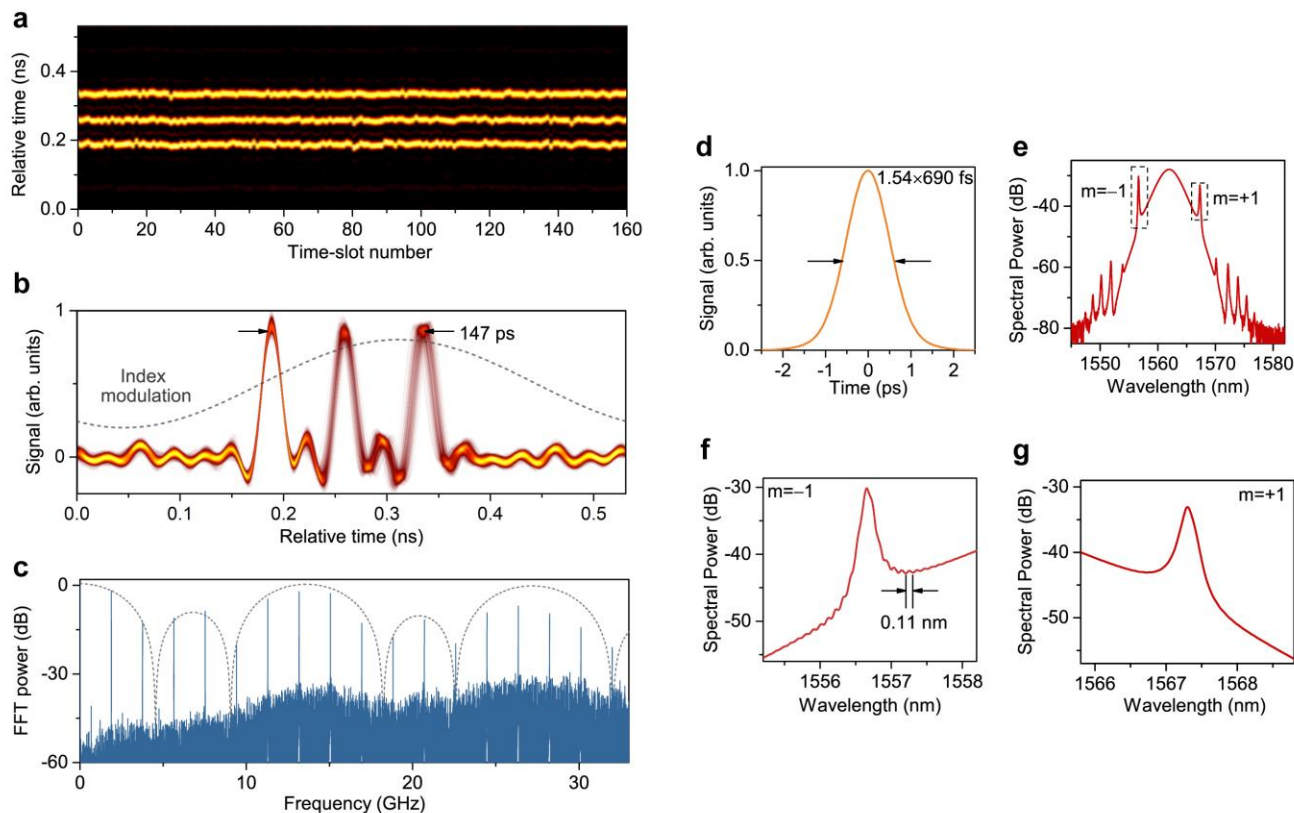 a
Relative time (ns)
0.4
0.2
0.0
0 20 40 60 80 100 120 140 160
Time-slot number
b
Signal (arb. units)
1
0
Index
modulation
147 ps
0.0 0.1 0.2 0.3 0.4 0.5
Relative time (ns)
c
FFT power (dB)
0
-30
-60
0 10 20 30
Frequency (GHz)
d
Signal (arb. units)
1.0
0.5
0.0
1.54×690 fs
-2 -1 0 1 2
Time (ps)
e
Spectral Power (dB)
-40
-60
-80
m=−1
m=+1
1550 1560 1570 1580
Wavelength (nm)
f
Spectral Power (dB)
-30
-40
-50
m=−1
0.11 nm
1556 1557 1558
Wavelength (nm)
g
Spectral Power (dB)
-30
-40
-50
m=+1
1566 1567 1568
Wavelength (nm)